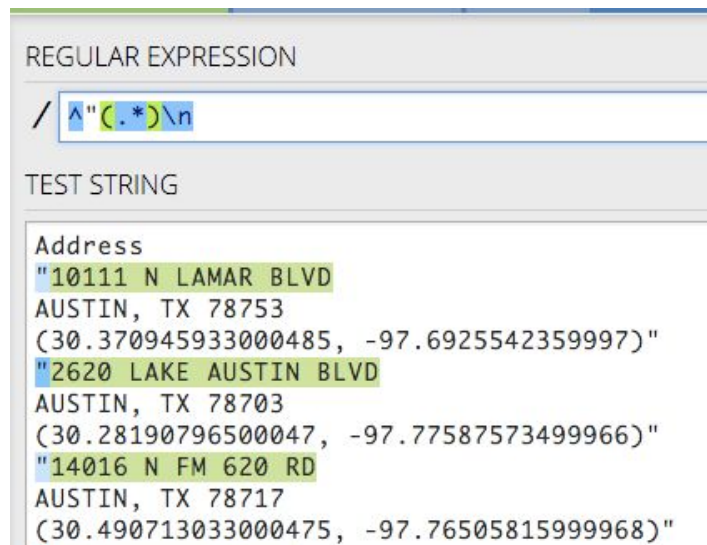 REGULAR EXPRESSION
/ ^"(.*)\n
TEST STRING
Address
"10111 N LAMAR BLVD
AUSTIN, TX 78753
(30.370945933000485, -97.6925542359997)"
"2620 LAKE AUSTIN BLVD
AUSTIN, TX 78703
(30.28190796500047, -97.77587573499966)"
"14016 N FM 620 RD
AUSTIN, TX 78717
(30.490713033000475, -97.76505815999968)"